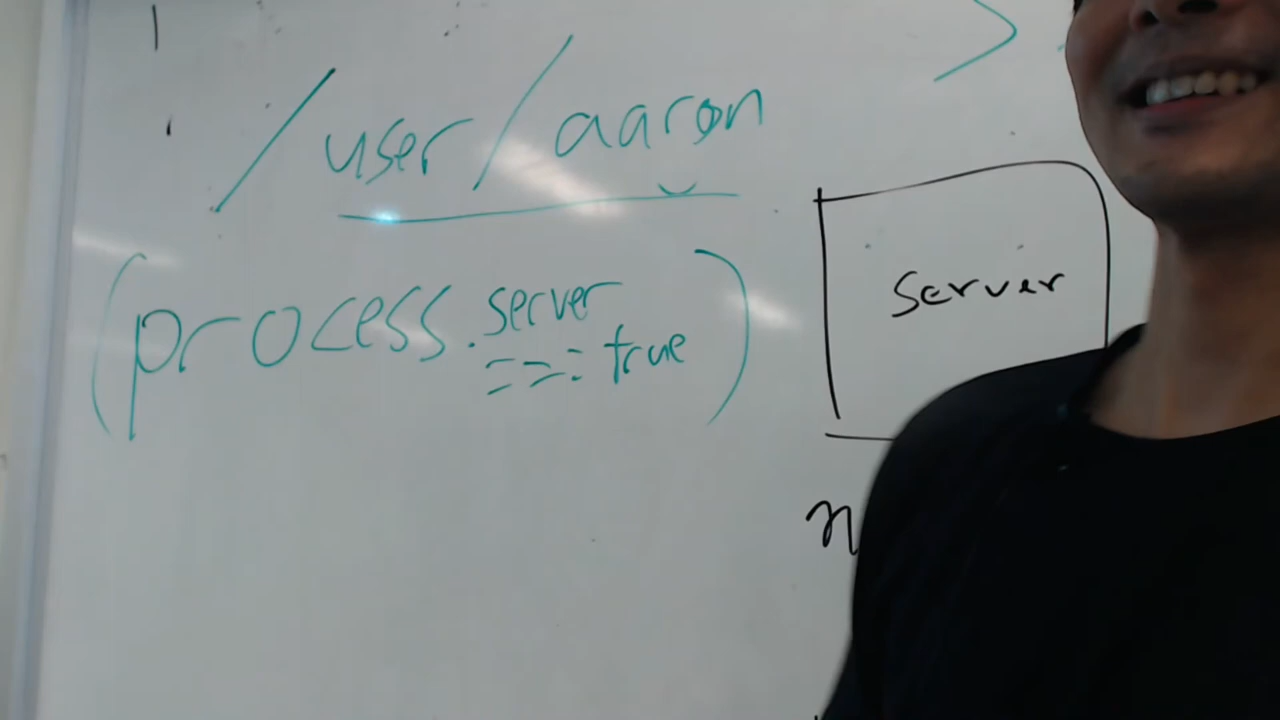 /user/aaron
(process.server
=== true)
Server
n